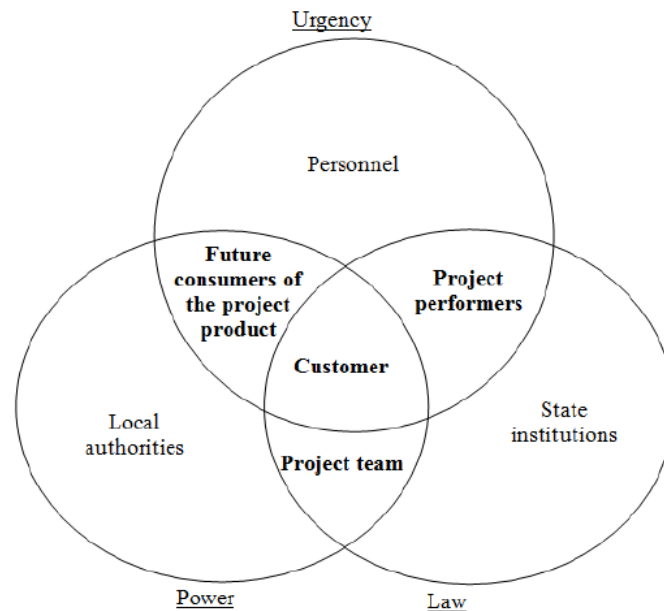 Urgency
Personnel
Future
consumers of
the project
product
Project
performers
Customer
Local
authorities
State
institutions
Project team
Power
Law